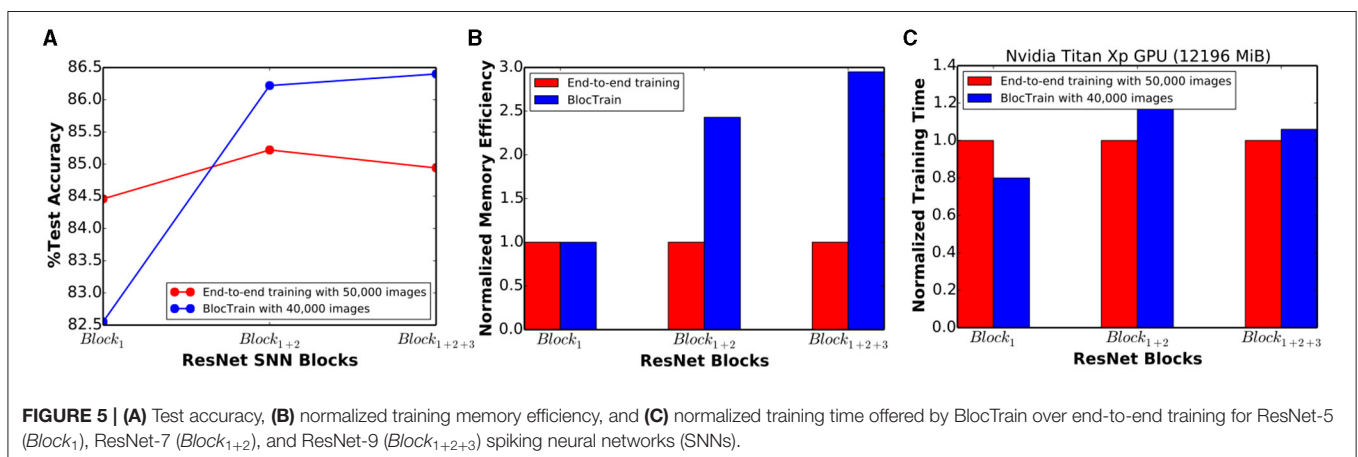 A
%Test Accuracy
86.5
86.0
85.5
85.0
84.5
84.0
83.5
83.0
82.5
End-to-end training with 50,000 images
BlocTrain with 40,000 images
Block1
Block1+2
Block1+2+3
ResNet SNN Blocks
B
Normalized Memory Efficiency
3.0
2.5
2.0
1.5
1.0
0.5
0.0
End-to-end training
BlocTrain
Block1
Block1+2
Block1+2+3
ResNet Blocks
C
Nvidia Titan Xp GPU (12196 MiB)
Normalized Training Time
1.4
1.2
1.0
0.8
0.6
0.4
0.2
0.0
End-to-end training with 50,000 images
BlocTrain with 40,000 images
Block1
Block1+2
Block1+2+3
ResNet Blocks
FIGURE 5 | (A) Test accuracy, (B) normalized training memory efficiency, and (C) normalized training time offered by BlocTrain over end-to-end training for ResNet-5
(Block1), ResNet-7 (Block1+2), and ResNet-9 (Block1+2+3) spiking neural networks (SNNs).